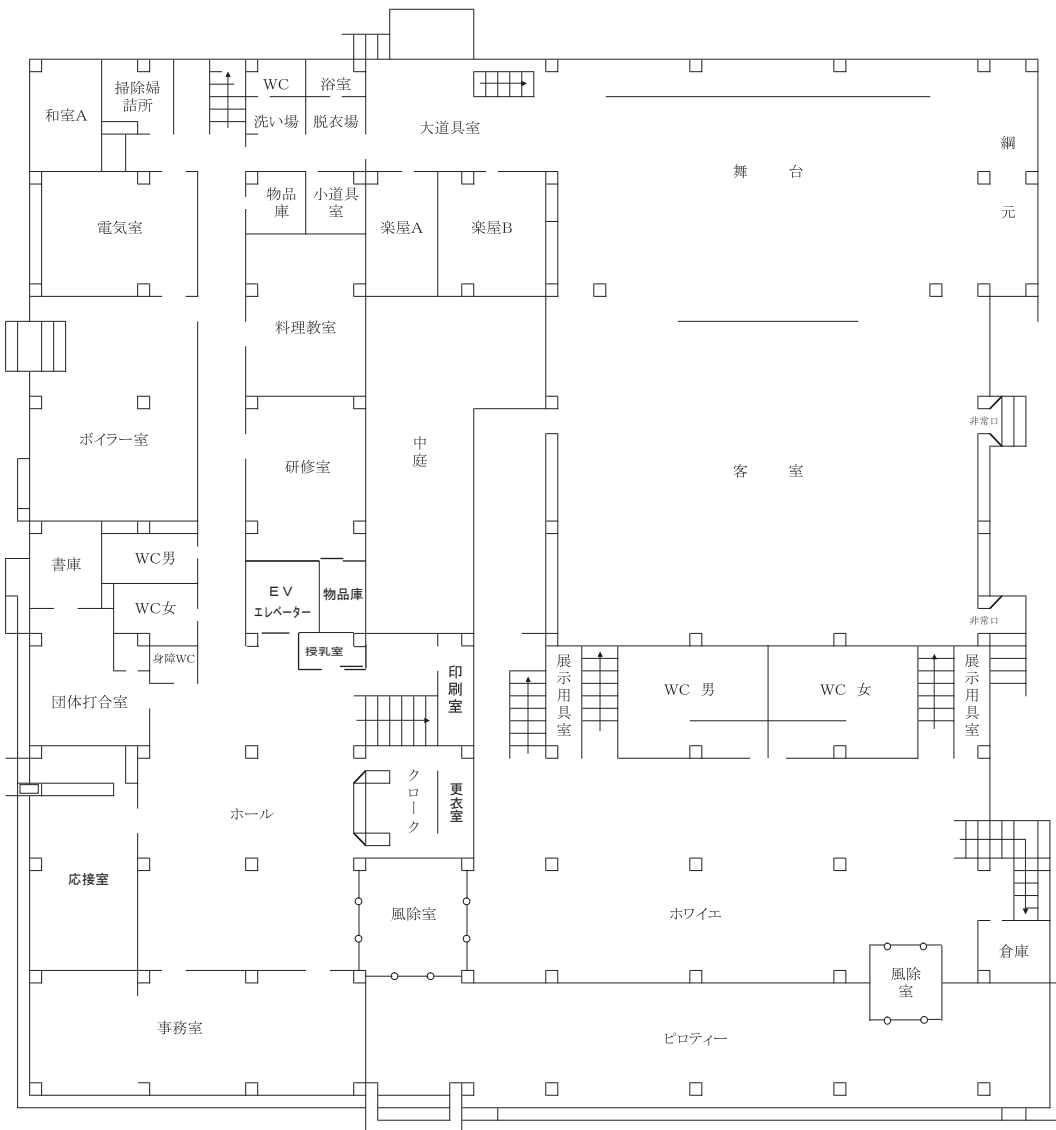 WC
浴室
掃除婦
詰所
和室A
洗い場
脱衣場
大道具室
綱元
舞台
物品
庫
小道具
室
電気室
楽屋A
楽屋B
料理教室
非常口
ボイラー室
中庭
研修室
客室
WC男
書庫
EV
エレベーター
物品庫
WC女
非常口
授乳室
身障WC
印刷室
展示用具室
WC 男
WC 女
展示用具室
団体打合室
クローク
更衣室
ホール
応接室
風除室
ホワイエ
倉庫
風除
室
事務室
ピロティー